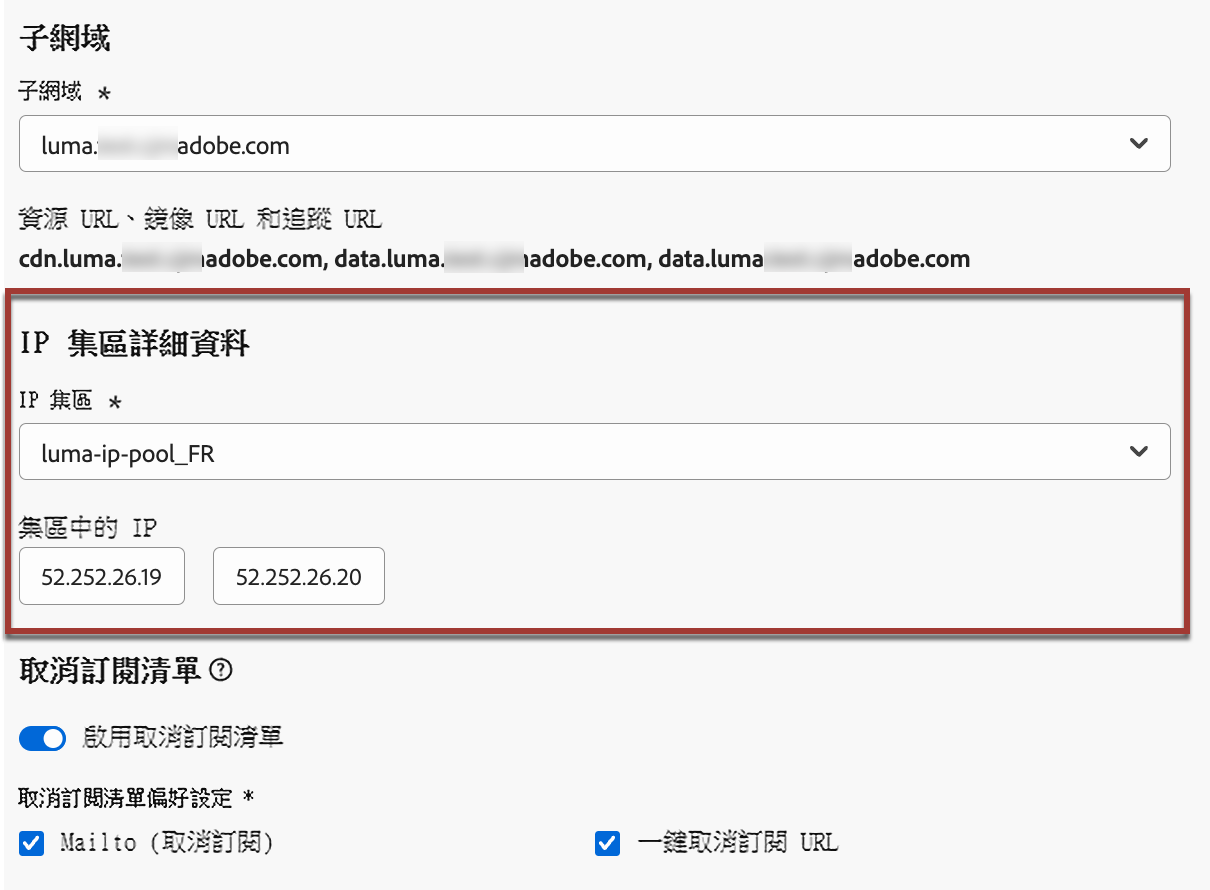 子網域
子網域 *
luma. adobe.com
資源 URL、鏡像 URL 和追蹤 URL
cdn.luma. adobe.com, data.luma. adobe.com, data.luma adobe.com
IP 集區詳細資料
IP 集區 *
luma-ip-pool_FR
集區中的 IP
52.252.26.19 52.252.26.20
取消訂閱清單
啟用取消訂閱清單
取消訂閱清單偏好設定 *
Mailto (取消訂閱) 一鍵取消訂閱 URL